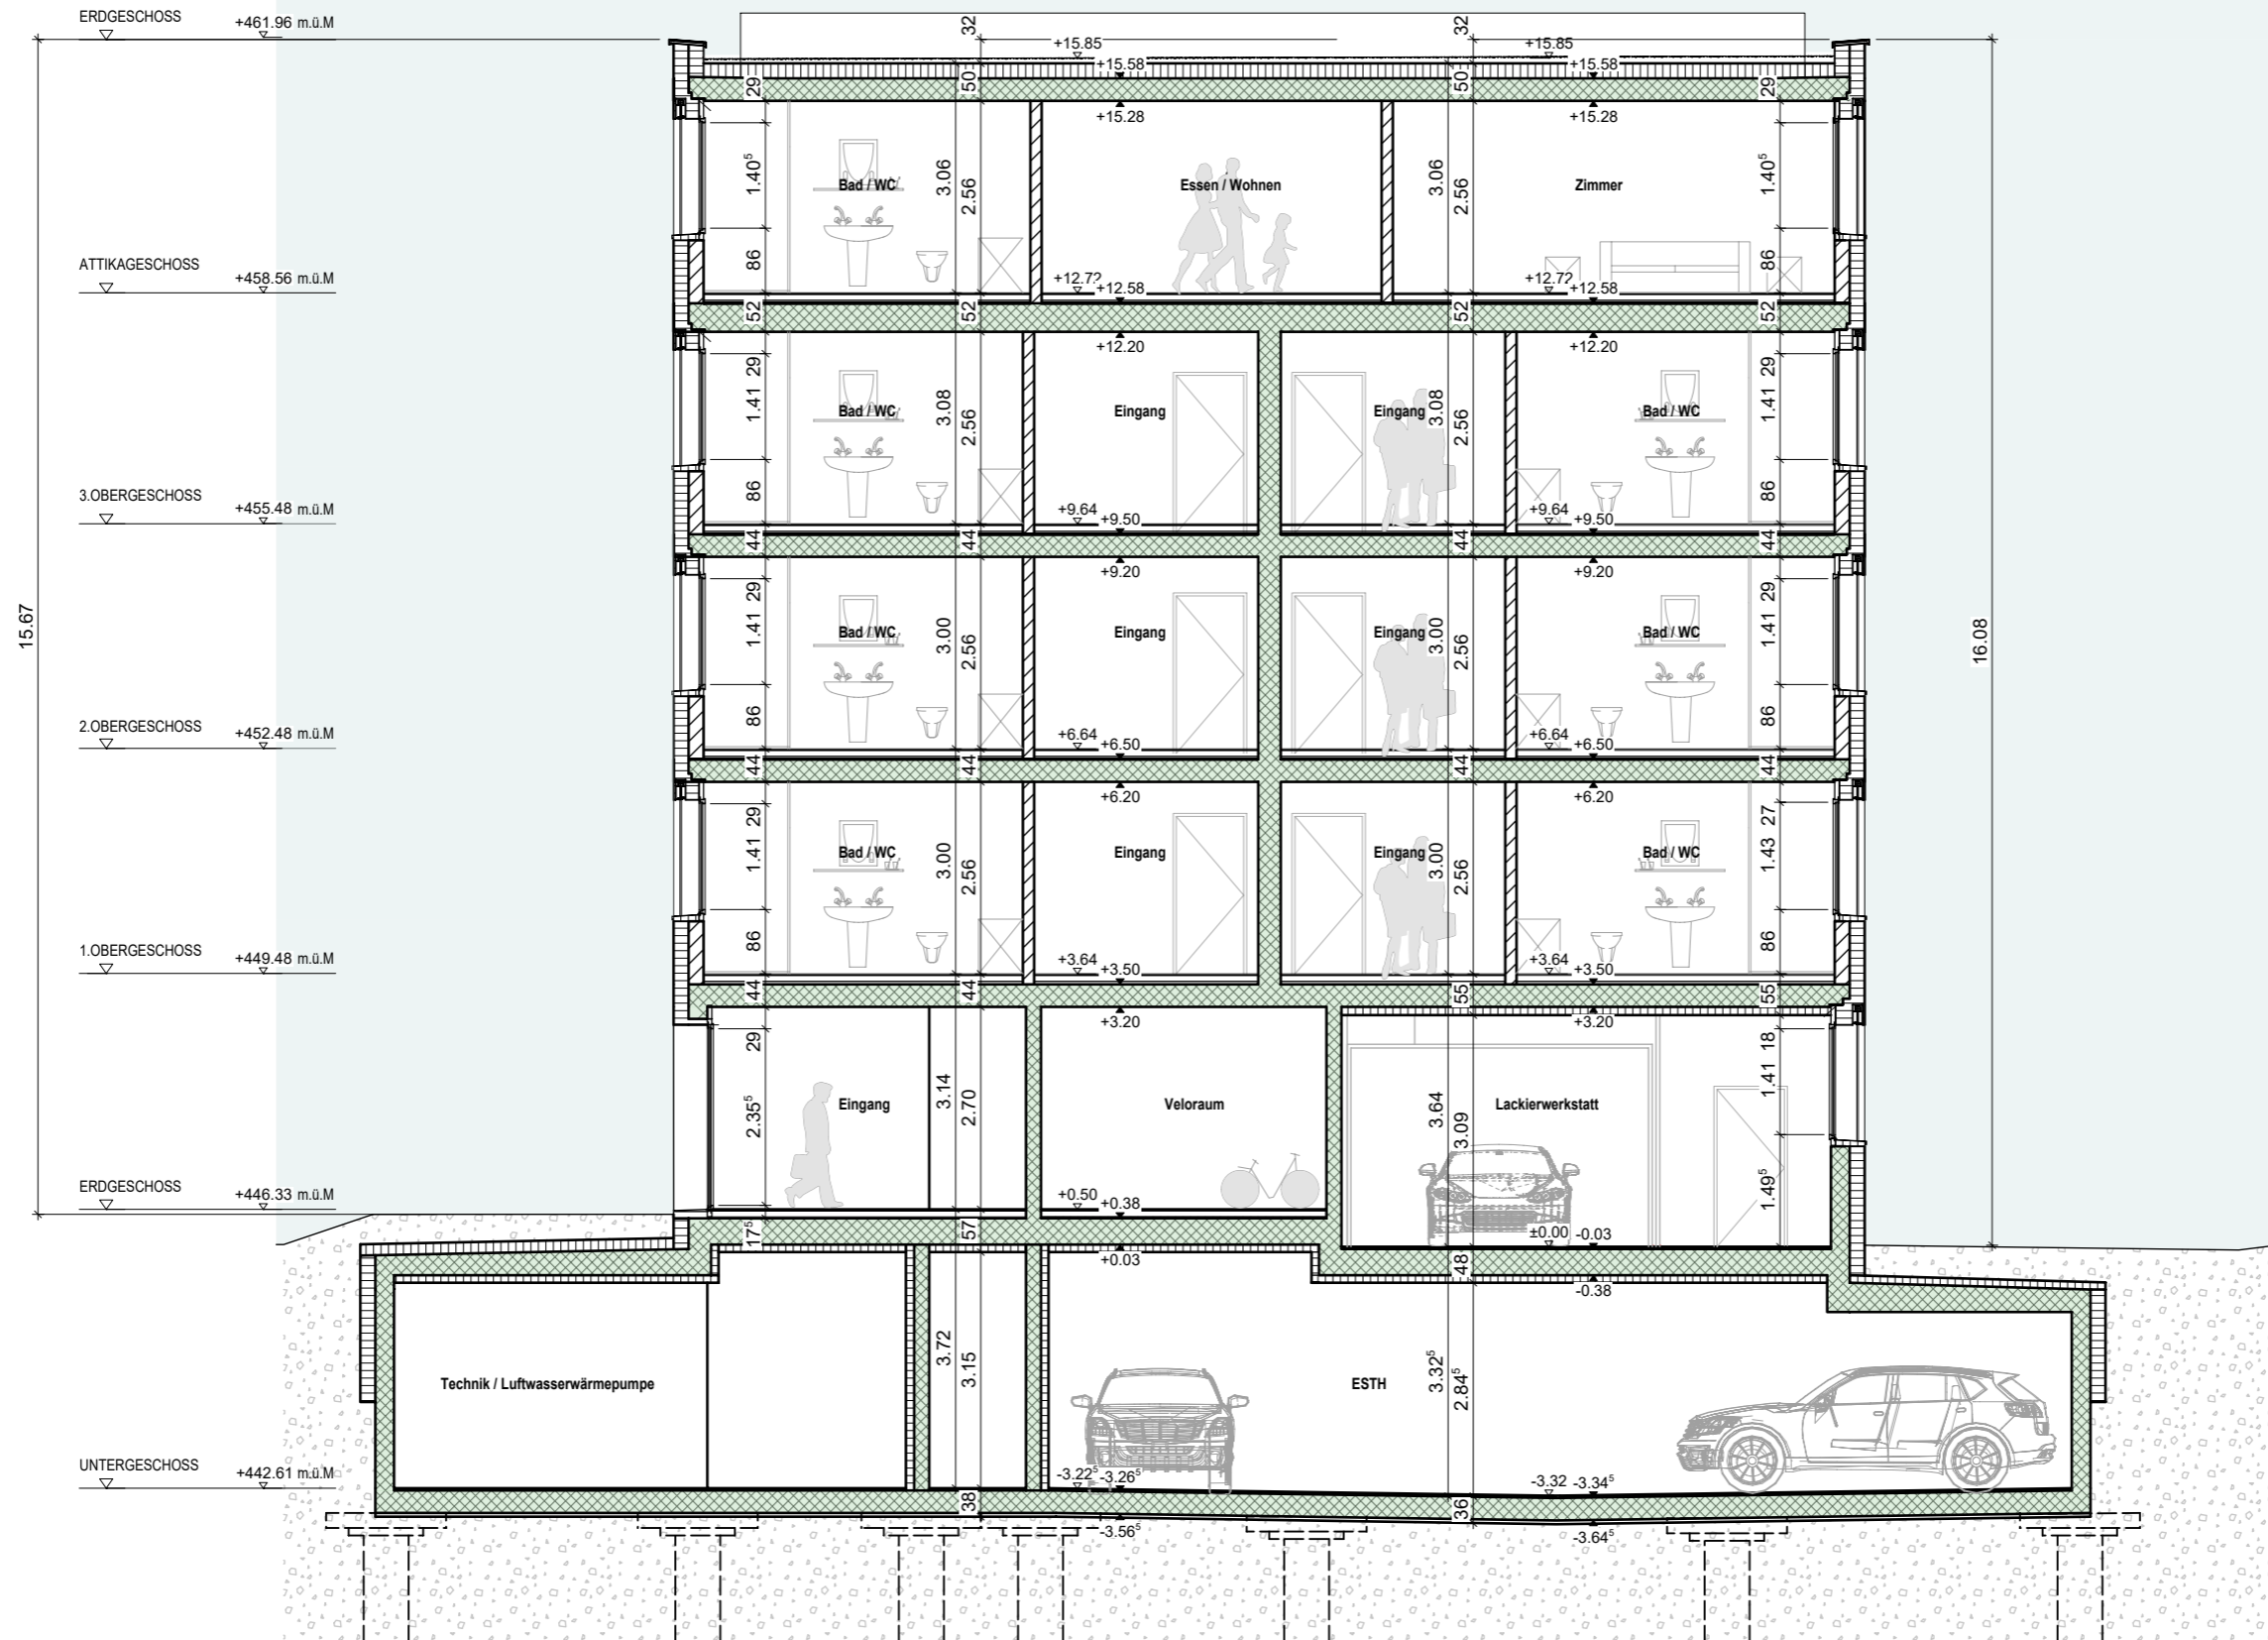 ERDGESCHOSS +461.96 m.ü.M
32 32
+15.85 +15.85
+15.58 +15.58
29 50 50 29
+15.28 +15.28
1.40⁵ 3.06 2.56 3.06 2.56 1.40⁵
Bad / WC Essen / Wohnen Zimmer
86 86
ATTIKAGESCHOSS +458.56 m.ü.M
+12.72 +12.58 +12.72 +12.58
52 52 52 52
+12.20 +12.20
29 29
1.41 3.08 2.56 3.08 2.56 1.41
Bad / WC Eingang Eingang Bad / WC
86 86
3.OBERGESCHOSS +455.48 m.ü.M
+9.64 +9.50 +9.64 +9.50
44 44 44 44
+9.20 +9.20
29 29
1.41 3.00 2.56 3.00 2.56 1.41
Bad / WC Eingang Eingang Bad / WC
15.67 16.08
86 86
2.OBERGESCHOSS +452.48 m.ü.M
+6.64 +6.50 +6.64 +6.50
44 44 44 44
+6.20 +6.20
29 27
1.41 3.00 2.56 3.00 2.56 1.43
Bad / WC Eingang Eingang Bad / WC
86 86
1.OBERGESCHOSS +449.48 m.ü.M
+3.64 +3.50 +3.64 +3.50
44 44 55 55
+3.20 +3.20
29 18
2.35⁵ 3.14 2.70 3.64 3.09 1.41
Eingang Veloraum Lackierwerkstatt
1.49⁵
ERDGESCHOSS +446.33 m.ü.M
+0.50 +0.38
±0.00 -0.03
17⁵ 57 48
+0.03
-0.38
3.72 3.15 3.32⁵ 2.84⁵
Technik / Luftwasserwärmepumpe ESTH
UNTERGESCHOSS +442.61 m.ü.M
-3.22⁵ -3.26⁵ -3.32 -3.34⁵
38 36
-3.56⁵ -3.64⁵